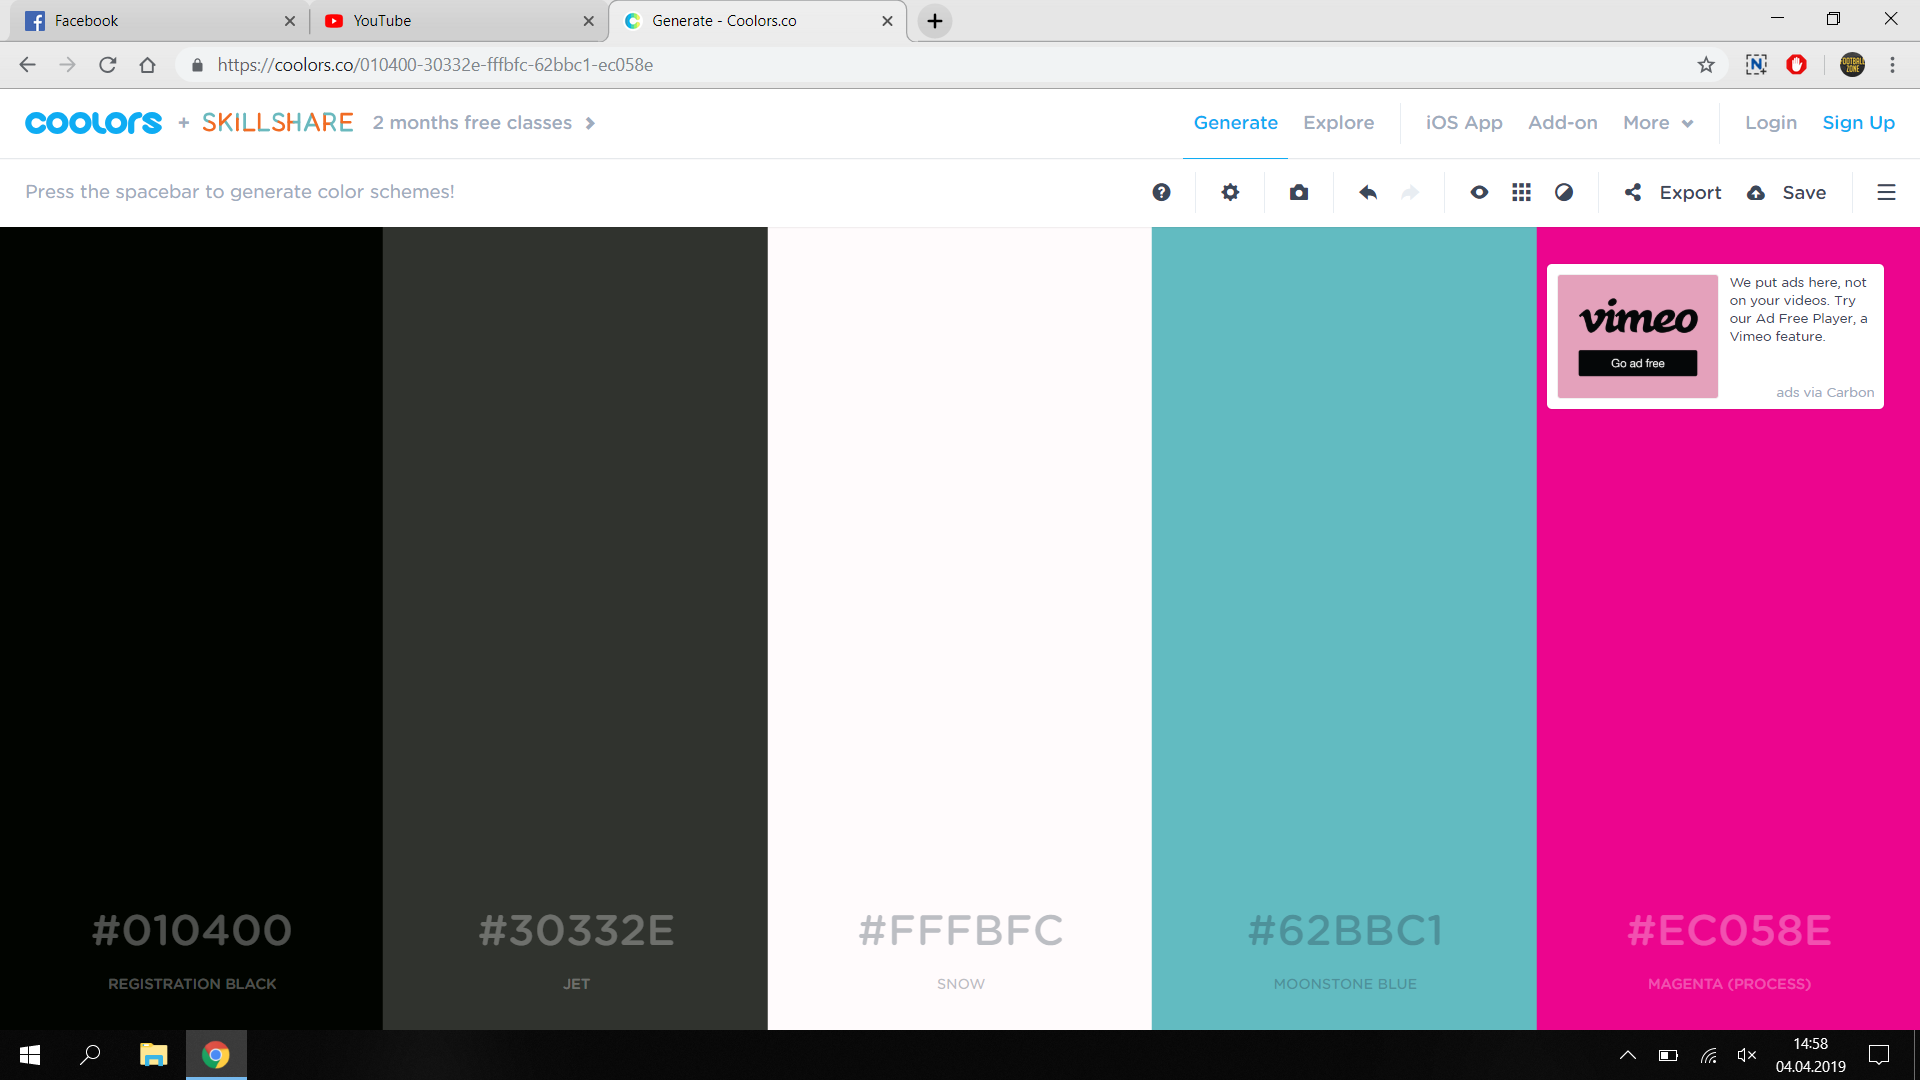 Facebook
YouTube
Generate - Coolors.co
https://coolors.co/010400-30332e-fffbfc-62bbc1-ec058e
coolors + SKILLSHARE 2 months free classes
Generate Explore iOS App Add-on More Login Sign Up
Press the spacebar to generate color schemes!
Export Save
vimeo
Go ad free
We put ads here, not
on your videos. Try
our Ad Free Player, a
Vimeo feature.
ads via Carbon
#010400
REGISTRATION BLACK
#30332E
JET
#FFFBFC
SNOW
#62BBC1
MOONSTONE BLUE
#EC058E
MAGENTA (PROCESS)
14:58
04.04.2019